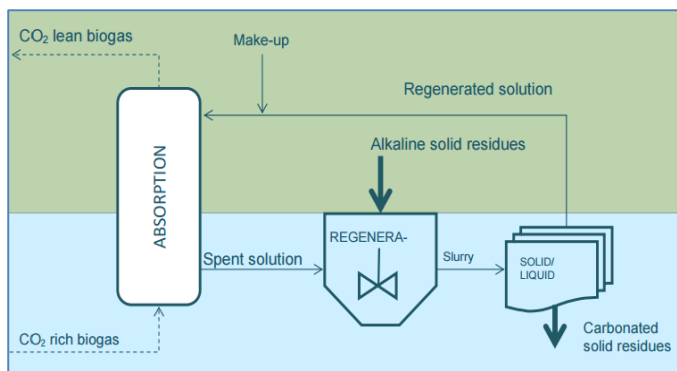 CO₂ lean biogas
Make-up
Regenerated solution
Alkaline solid residues
ABSORPTION
REGENERA-
Spent solution
Slurry
SOLID/
LIQUID
CO₂ rich biogas
Carbonated
solid residues